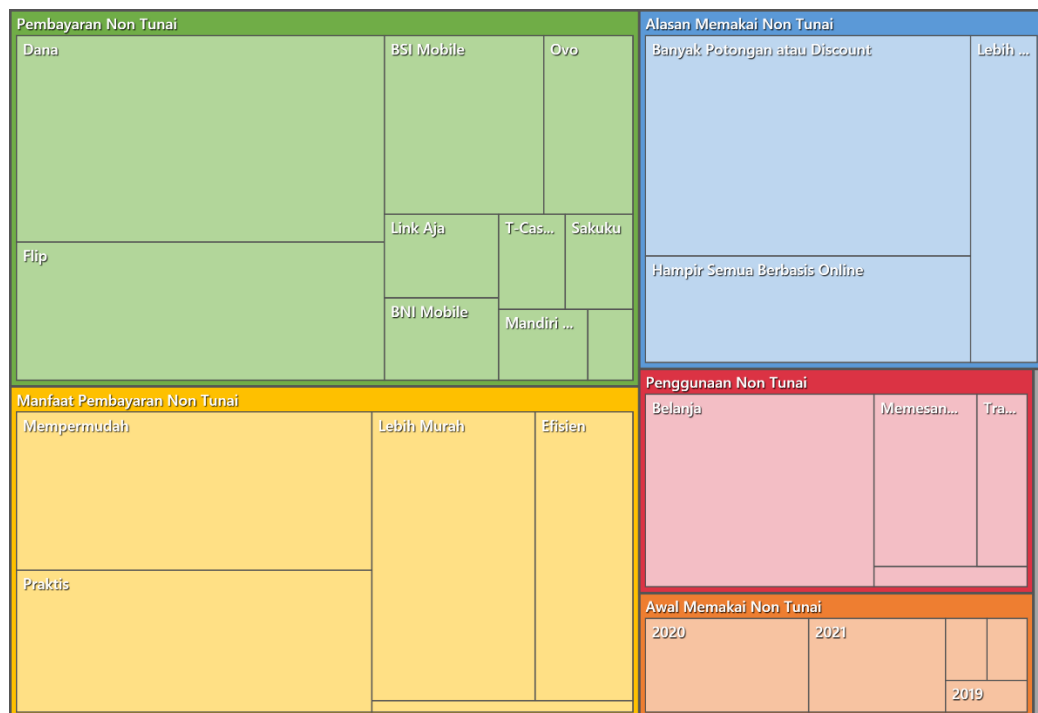 Pembayaran Non Tunai
Dana
BSI Mobile
Ovo
Flip
Link Aja
T-Cas...
Sakuku
BNI Mobile
Mandiri ...
Alasan Memakai Non Tunai
Banyak Potongan atau Discount
Lebih ...
Hampir Semua Berbasis Online
Manfaat Pembayaran Non Tunai
Mempermudah
Lebih Murah
Efisien
Praktis
Penggunaan Non Tunai
Belanja
Memesan...
Tra...
Awal Memakai Non Tunai
2020
2021
2019